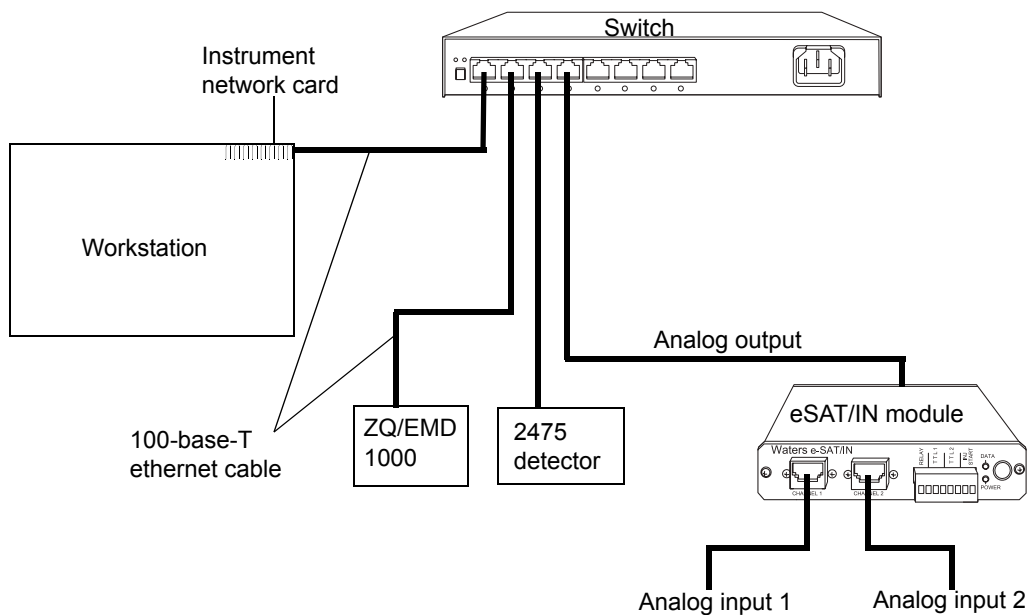 Switch
Instrument
network card
Workstation
Analog output
100-base-T
ethernet cable
ZQ/EMD
1000
2475
detector
eSAT/IN module
Waters e-SAT/IN
CHANNEL 1
CHANNEL 2
RELAY
TTL 1
TTL 2
INJ
START
DATA
POWER
Analog input 1
Analog input 2